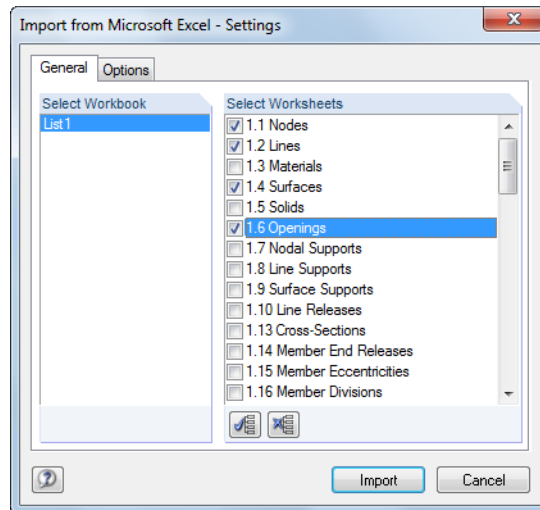 Import from Microsoft Excel - Settings
General Options
Select Workbook
List1
Select Worksheets
1.1 Nodes
1.2 Lines
1.3 Materials
1.4 Surfaces
1.5 Solids
1.6 Openings
1.7 Nodal Supports
1.8 Line Supports
1.9 Surface Supports
1.10 Line Releases
1.13 Cross-Sections
1.14 Member End Releases
1.15 Member Eccentricities
1.16 Member Divisions
Import Cancel